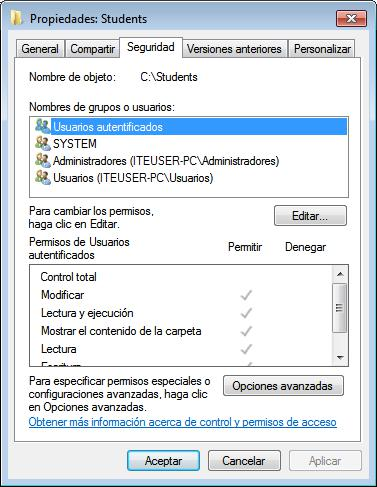 Propiedades: Students
General Compartir Seguridad Versiones anteriores Personalizar
Nombre de objeto: C:\Students
Nombres de grupos o usuarios:
Usuarios autentificados
SYSTEM
Administradores (ITEUSER-PC\Administradores)
Usuarios (ITEUSER-PC\Usuarios)
Para cambiar los permisos,
haga clic en Editar.
Editar...
Permisos de Usuarios
autentificados
Permitir Denegar
Control total
Modificar
Lectura y ejecución
Mostrar el contenido de la carpeta
Lectura
Escritura
Para especificar permisos especiales o
configuraciones avanzadas, haga clic
en Opciones avanzadas.
Opciones avanzadas
Obtener más información acerca de control y permisos de acceso
Aceptar Cancelar Aplicar